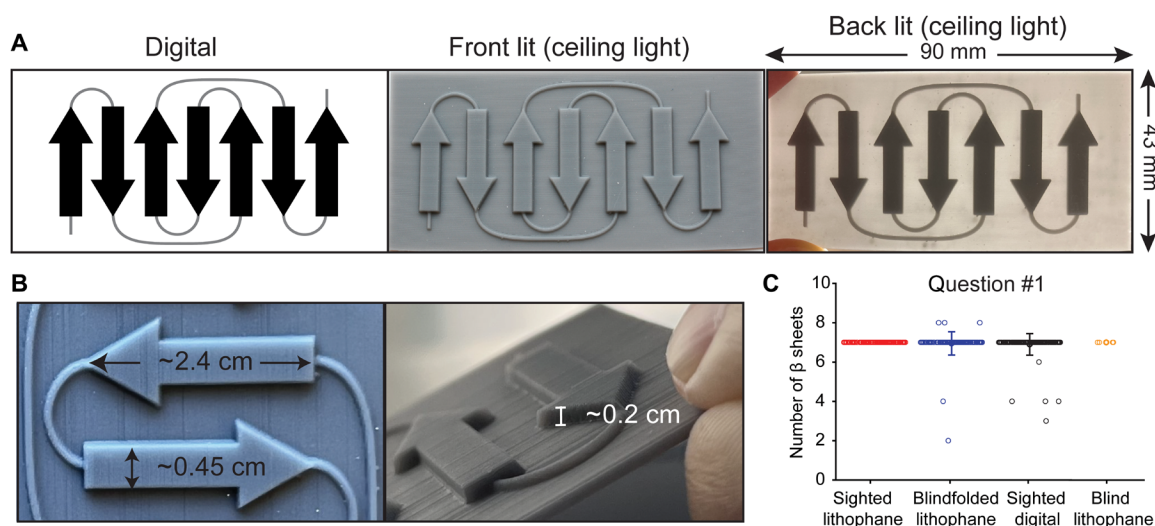 A
Digital
Front lit (ceiling light)
Back lit (ceiling light)
90 mm
43 mm
B
~2.4 cm
~0.45 cm
~0.2 cm
C
Question #1
Number of β sheets
10
8
6
4
2
0
Sighted
lithophane
Blindfolded
lithophane
Sighted
digital
Blind
lithophane